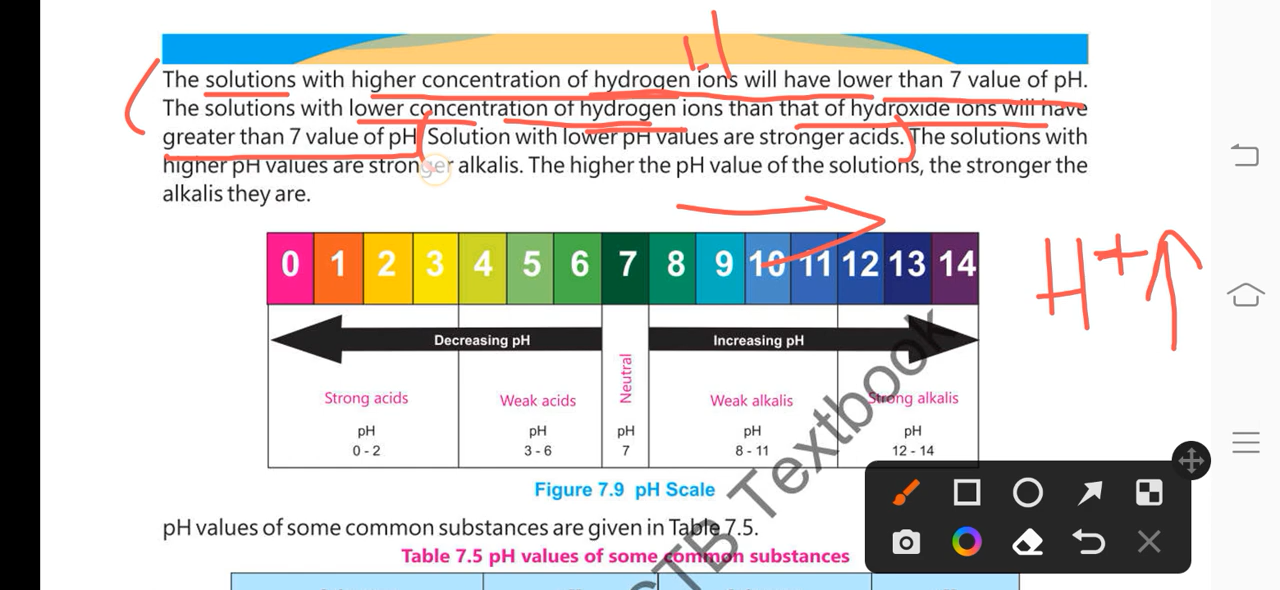 The solutions with higher concentration of hydrogen ions will have lower than 7 value of pH.
The solutions with lower concentration of hydrogen ions than that of hydroxide ions will have
greater than 7 value of pH. Solution with lower pH values are stronger acids. The solutions with
higher pH values are stronger alkalis. The higher the pH value of the solutions, the stronger the
alkalis they are.
0 1 2 3 4 5 6 7 8 9 10 11 12 13 14
H+↑
Decreasing pH
Increasing pH
Neutral
Strong acids
Weak acids
Weak alkalis
Strong alkalis
pH pH pH pH pH
0 - 2 3 - 6 7 8 - 11 12 - 14
Figure 7.9 pH Scale
pH values of some common substances are given in Table 7.5.
Table 7.5 pH values of some common substances
TB Textbook